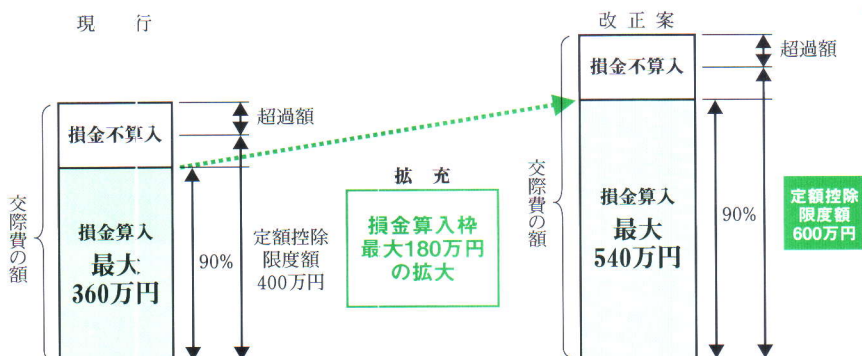 現行
超過額
損金不算入
交際費の額
損金算入
最大
360万円
90%
定額控除
限度額
400万円
拡充
損金算入枠
最大180万円
の拡大
改正案
超過額
損金不算入
交際費の額
損金算入
最大
540万円
90%
定額控除
限度額
600万円